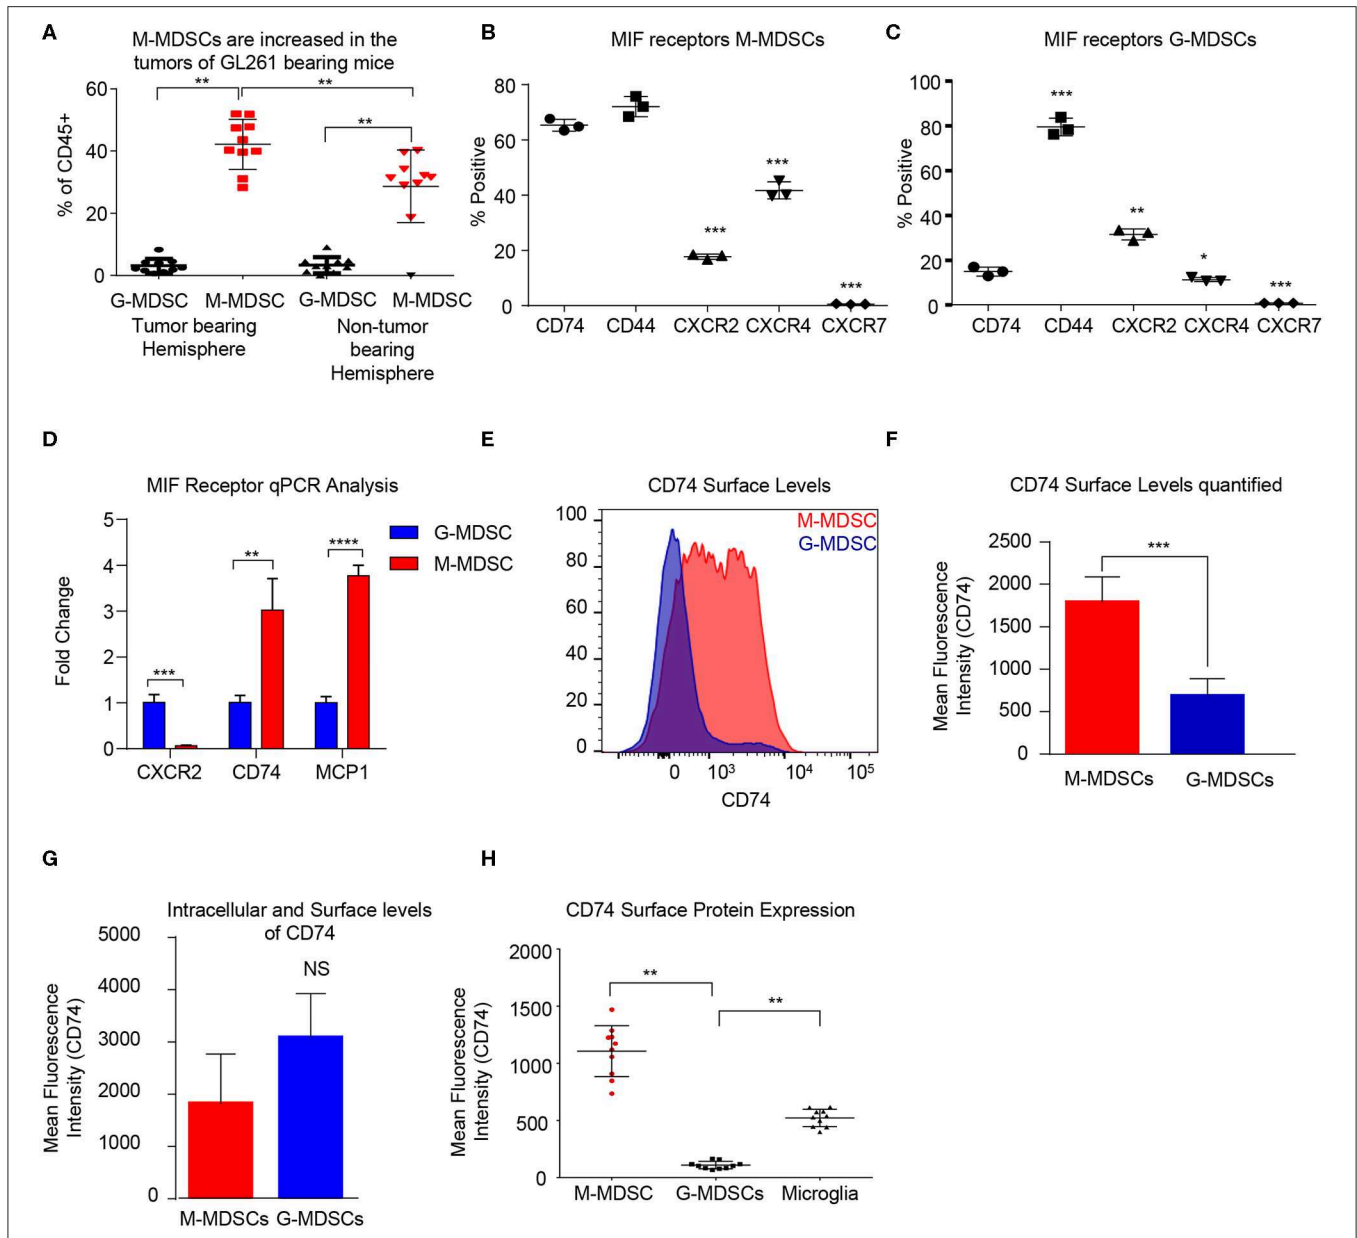 A
M-MDSCs are increased in the
tumors of GL261 bearing mice
**
**
**
% of CD45+
60
40
20
0
G-MDSC M-MDSC G-MDSC M-MDSC
Tumor bearing
Hemisphere
Non-tumor
bearing
Hemisphere
B
MIF receptors M-MDSCs
% Positive
80
60
40
20
0
***
***
***
CD74 CD44 CXCR2 CXCR4 CXCR7
C
MIF receptors G-MDSCs
% Positive
100
80
60
40
20
0
***
**
*
***
CD74 CD44 CXCR2 CXCR4 CXCR7
D
MIF Receptor qPCR Analysis
Fold Change
5
4
3
2
1
0
***
**
****
G-MDSC
M-MDSC
CXCR2 CD74 MCP1
E
CD74 Surface Levels
M-MDSC
G-MDSC
100
80
60
40
20
0
0 10³ 10⁴ 10⁵
CD74
F
CD74 Surface Levels quantified
Mean Fluorescence
Intensity (CD74)
2500
2000
1500
1000
500
0
***
M-MDSCs G-MDSCs
G
Intracellular and Surface levels
of CD74
NS
Mean Fluorescence
Intensity (CD74)
5000
4000
3000
2000
1000
0
M-MDSCs G-MDSCs
H
CD74 Surface Protein Expression
Mean Fluorescence
Intensity (CD74)
2000
1500
1000
500
0
**
**
M-MDSC G-MDSCs Microglia